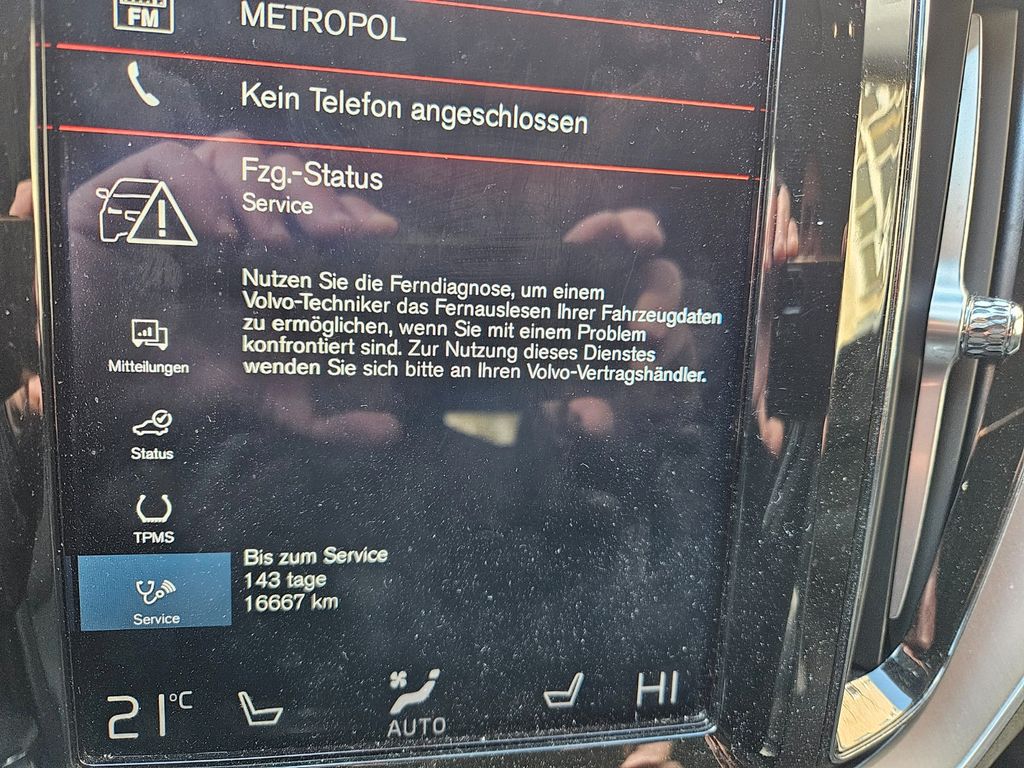 FM
METROPOL
Kein Telefon angeschlossen
Fzg.-Status
Service
Nutzen Sie die Ferndiagnose, um einem
Volvo-Techniker das Fernauslesen Ihrer Fahrzeugdaten
zu ermöglichen, wenn Sie mit einem Problem
konfrontiert sind. Zur Nutzung dieses Dienstes
wenden Sie sich bitte an Ihren Volvo-Vertragshändler.
Mitteilungen
Status
TPMS
Service
Bis zum Service
143 tage
16667 km
21°C
AUTO
HI